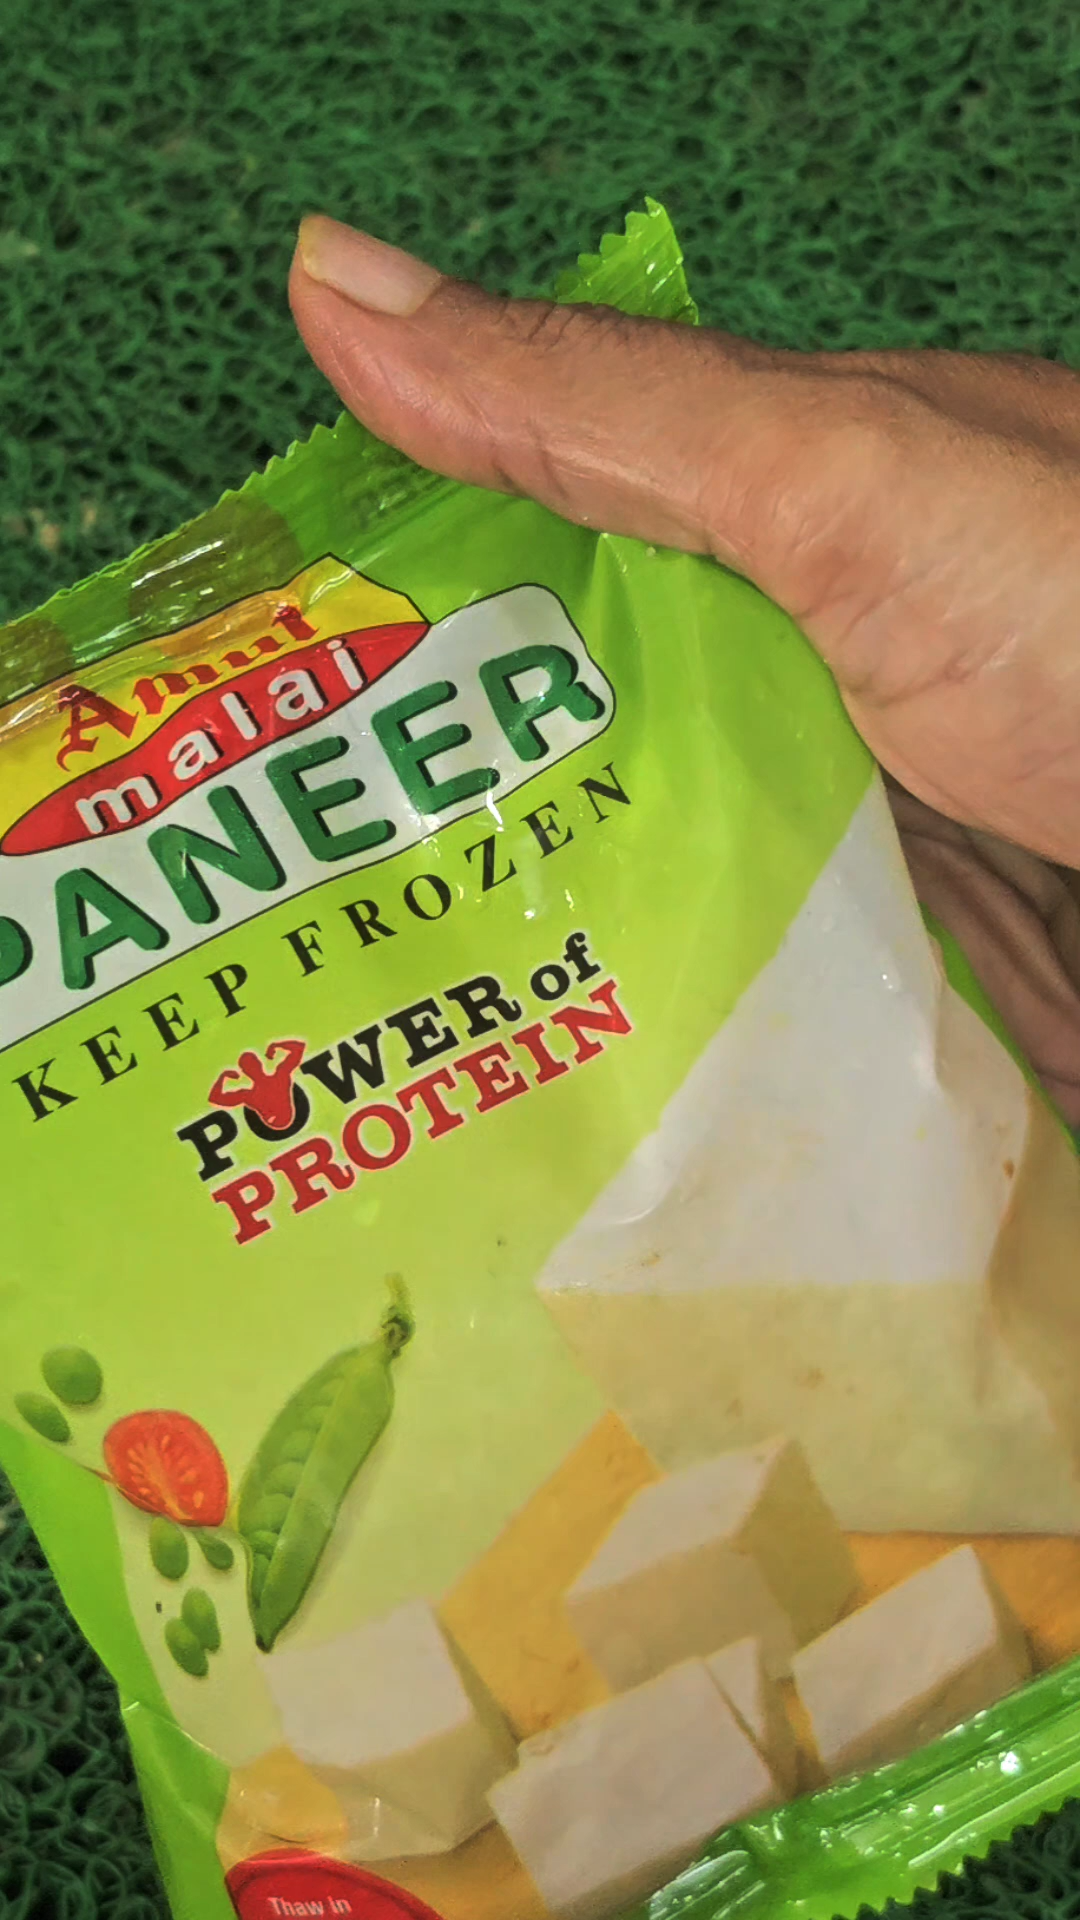 Amul
malai
PANEER
KEEP FROZEN
POWER of
PROTEIN
Thaw in